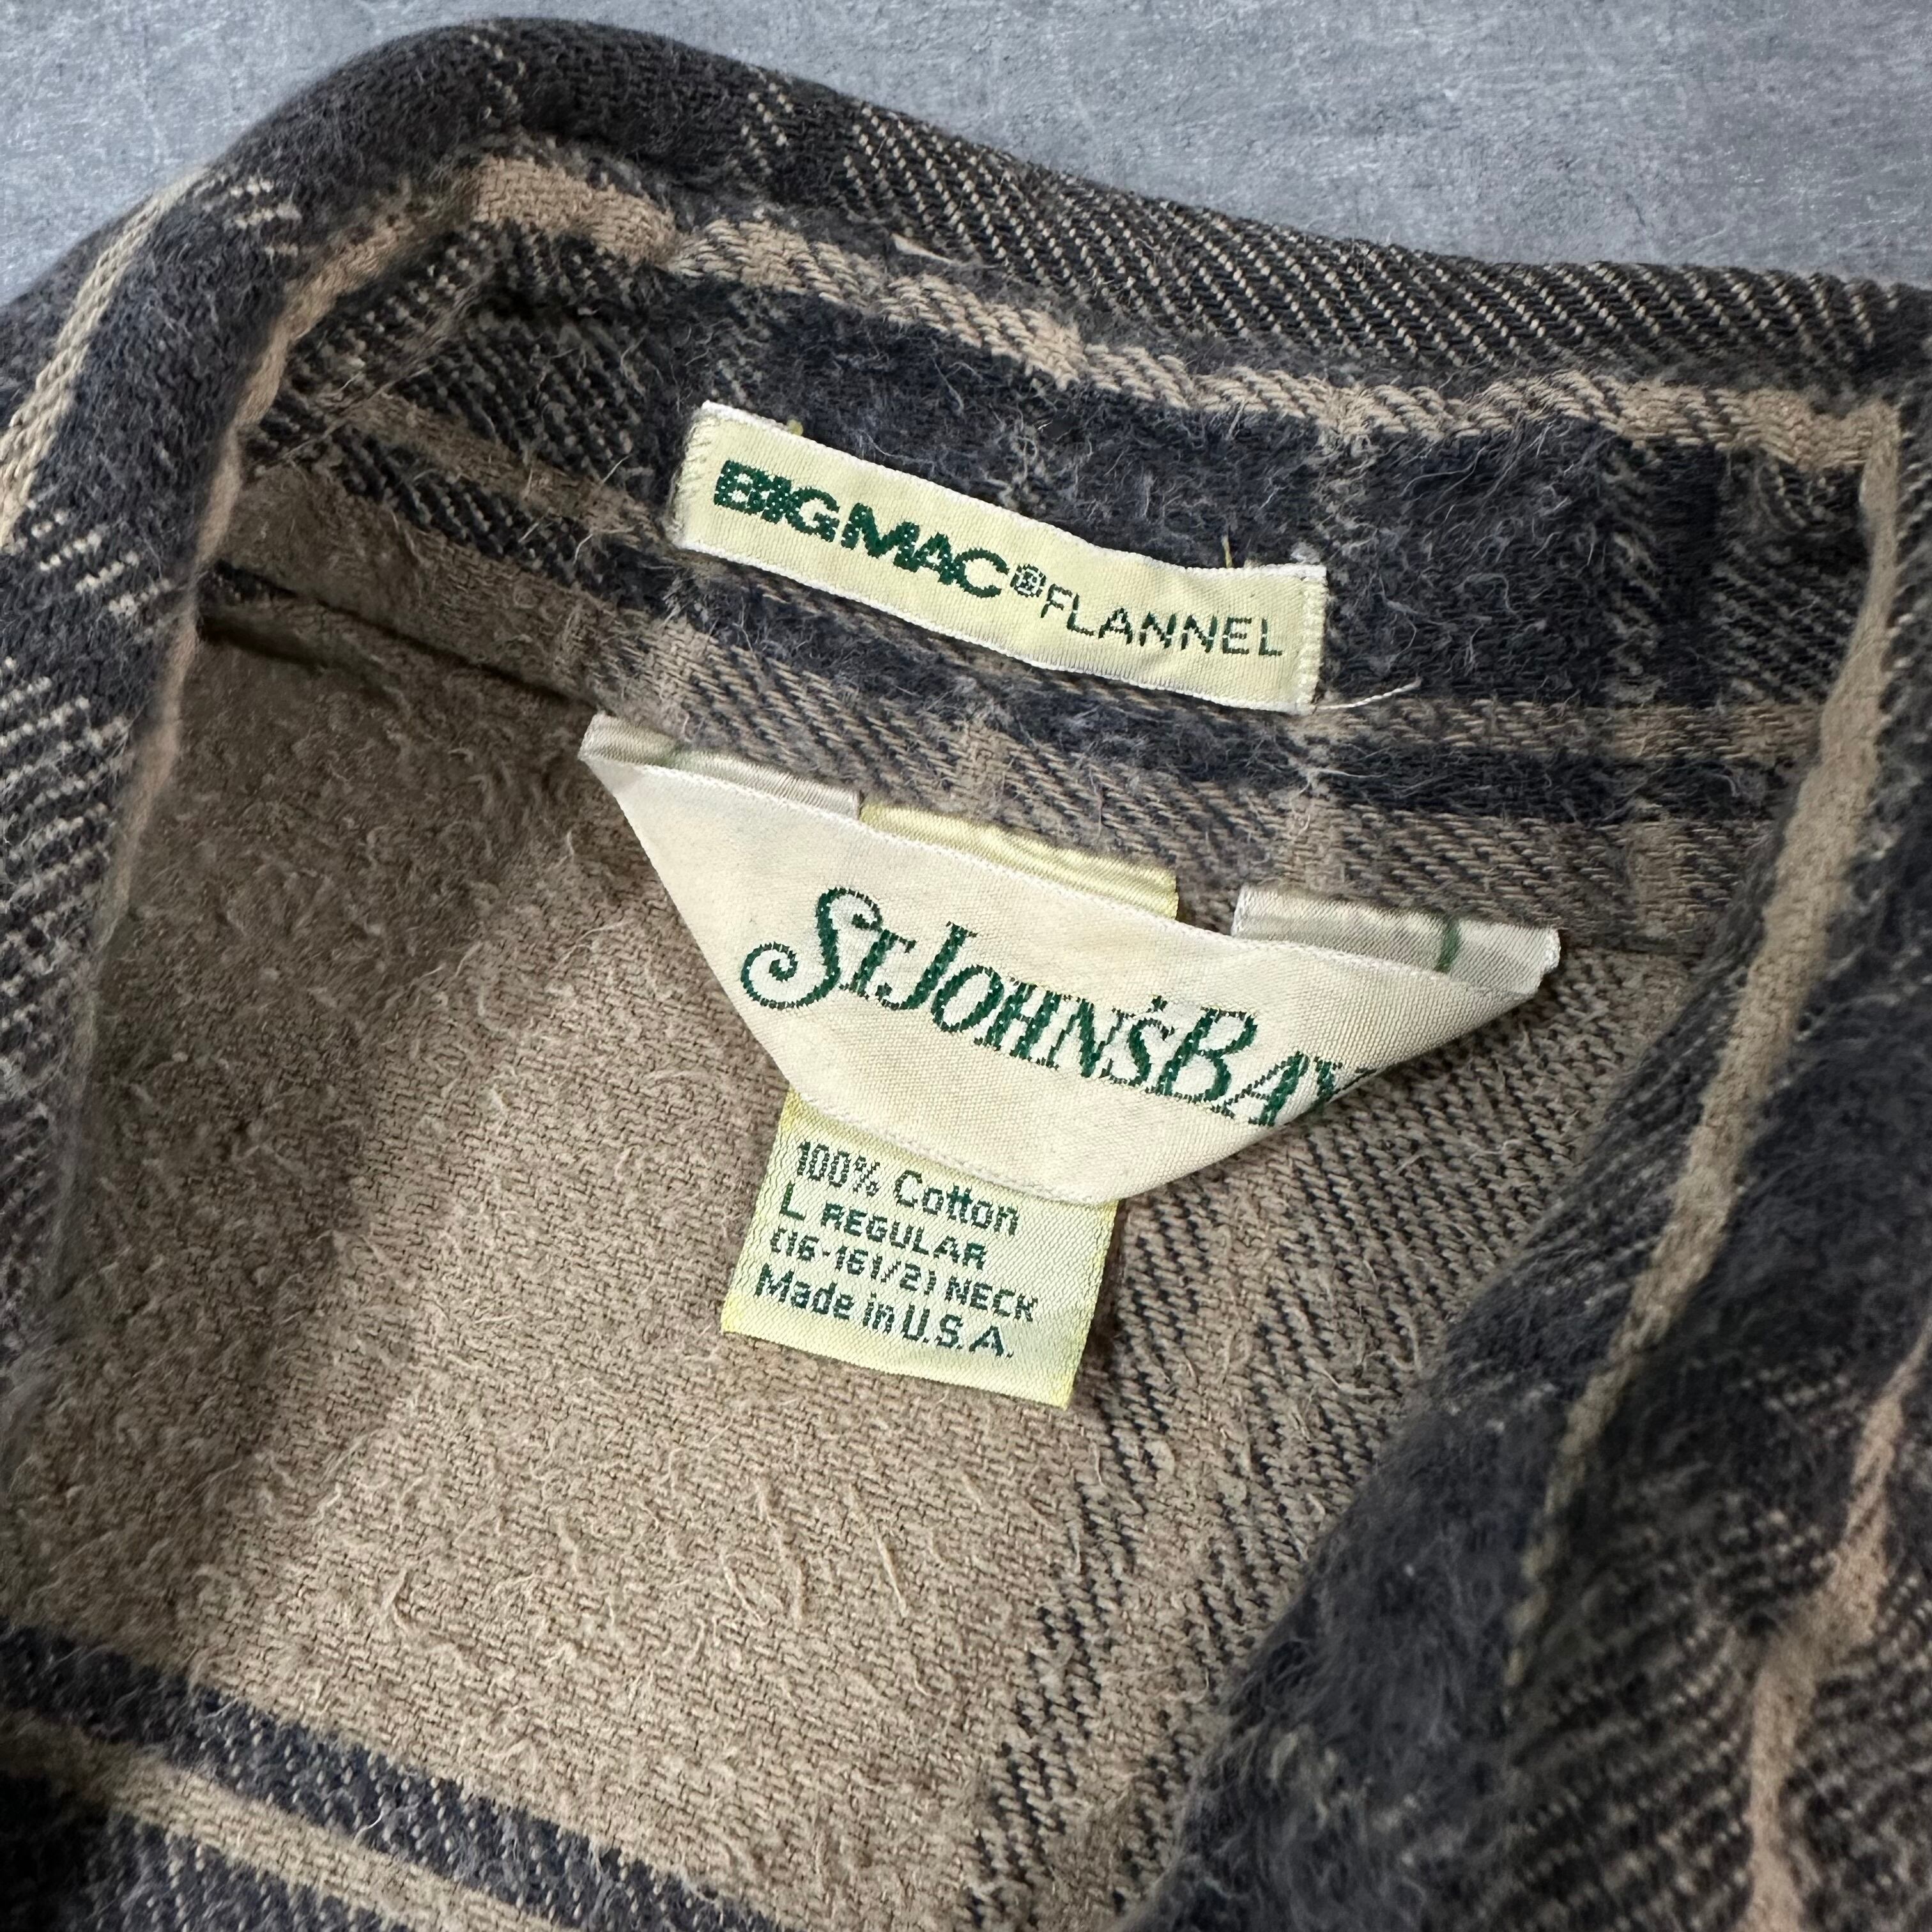 BIG MAC® FLANNEL
ST. JOHN'S BAY
100% Cotton
L REGULAR
(16-161/2) NECK
Made in U.S.A.